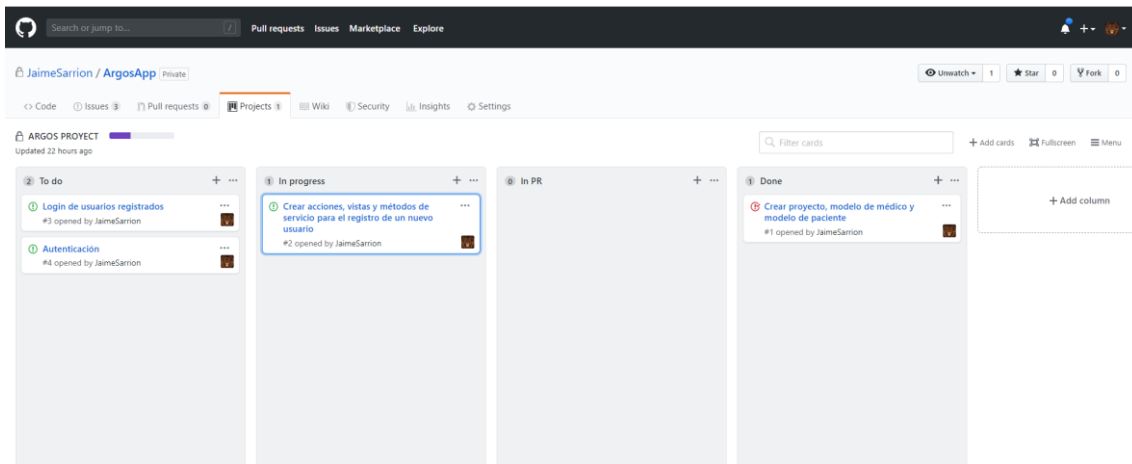 Search or jump to... /
Pull requests Issues Marketplace Explore
JaimeSarrion / ArgosApp Private
Unwatch 1 Star 0 Fork 0
<> Code Issues 3 Pull requests 0 Projects 1 Wiki Security Insights Settings
ARGOS PROYECT
Updated 22 hours ago
Filter cards
+ Add cards Fullscreen Menu
2 To do + ...
Login de usuarios registrados ...
#3 opened by JaimeSarrion
Autenticación ...
#4 opened by JaimeSarrion
1 In progress + ...
Crear acciones, vistas y métodos de ...
servicio para el registro de un nuevo
usuario
#2 opened by JaimeSarrion
0 In PR + ...
1 Done + ...
Crear proyecto, modelo de médico y ...
modelo de paciente
#1 opened by JaimeSarrion
+ Add column